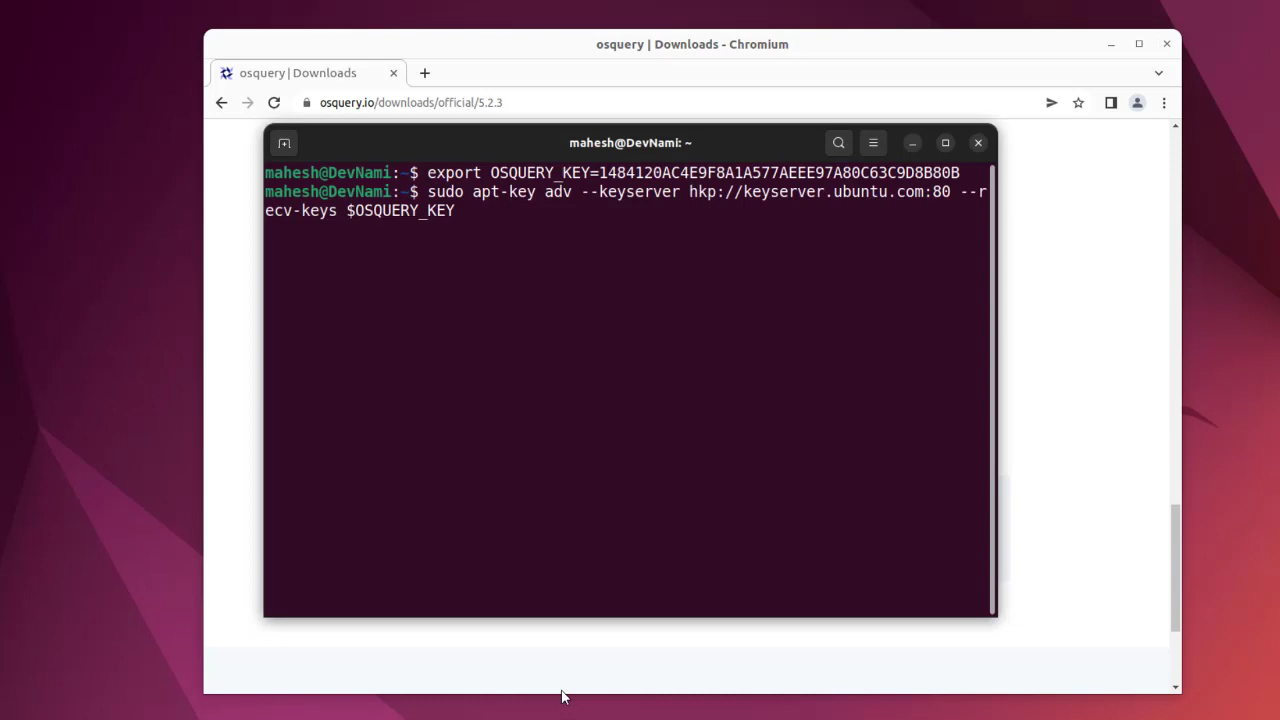 osquery | Downloads - Chromium
osquery | Downloads
osquery.io/downloads/official/5.2.3
mahesh@DevNami: ~
mahesh@DevNami:~$ export OSQUERY_KEY=1484120AC4E9F8A1A577AEEE97A80C63C9D8B80B
mahesh@DevNami:~$ sudo apt-key adv --keyserver hkp://keyserver.ubuntu.com:80 --r
ecv-keys $OSQUERY_KEY